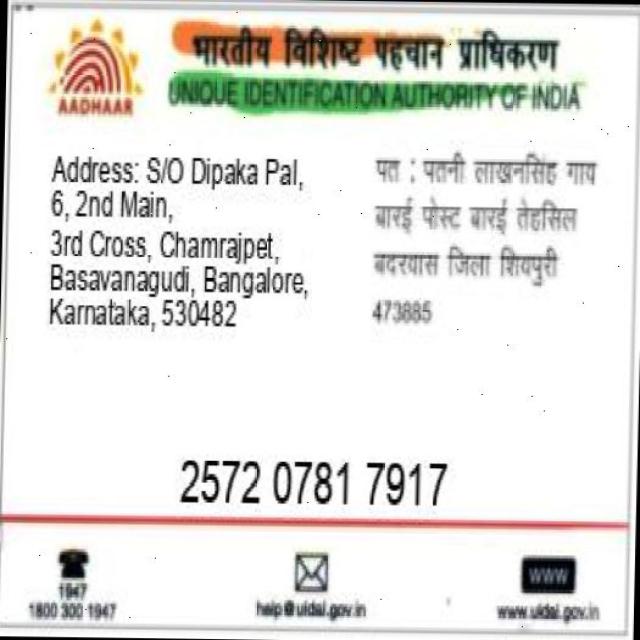 भारतीय विशिष्ट पहचान प्राधिकरण
AADHAAR
UNIQUE IDENTIFICATION AUTHORITY OF INDIA
Address: S/O Dipaka Pal,
6, 2nd Main,
3rd Cross, Chamrajpet,
Basavanagudi, Bangalore,
Karnataka, 530482
पत : पतनी लाखनसिंह गाय
बारई पोस्ट बारई तेहसिल
बदरवास जिला शिवपुरी
473885
2572 0781 7917
1947
1800 300 1947
help@uidai.gov.in
WWW
www.uidai.gov.in